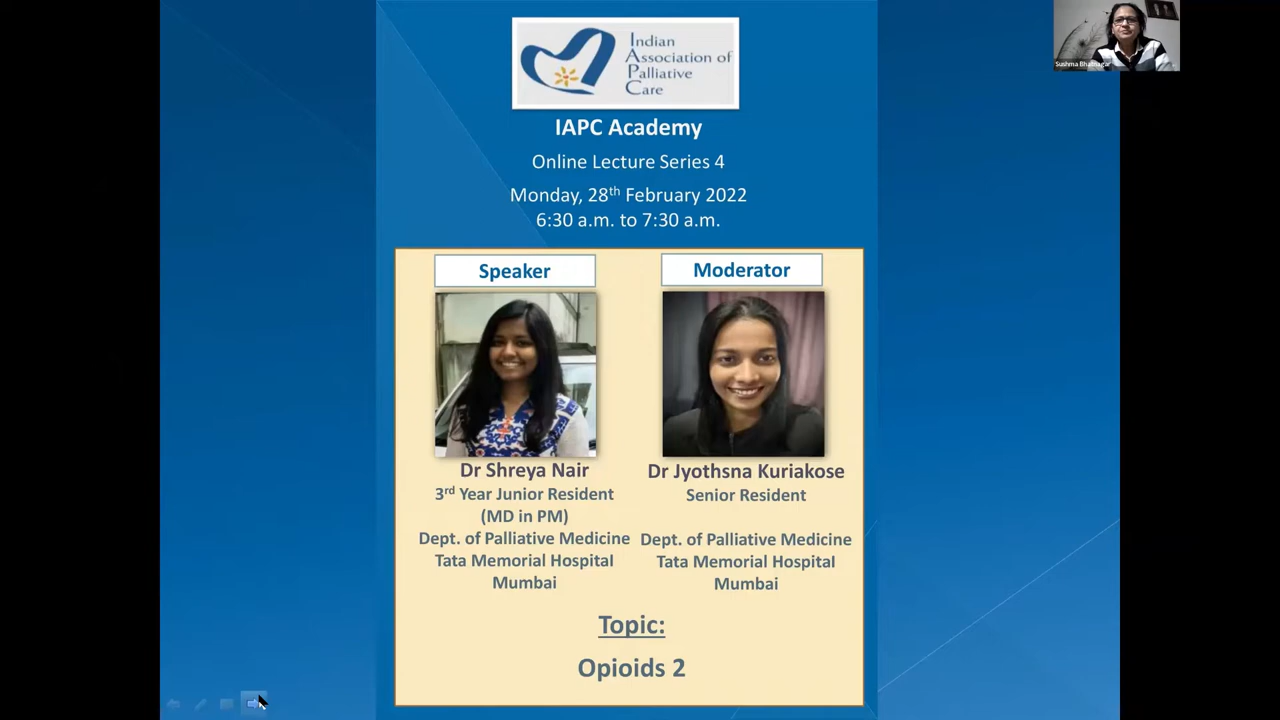 Indian
Association of
Palliative
Care
IAPC Academy
Online Lecture Series 4
Monday, 28th February 2022
6:30 a.m. to 7:30 a.m.
Speaker
Dr Shreya Nair
3rd Year Junior Resident
(MD in PM)
Dept. of Palliative Medicine
Tata Memorial Hospital
Mumbai
Moderator
Dr Jyothsna Kuriakose
Senior Resident
Dept. of Palliative Medicine
Tata Memorial Hospital
Mumbai
Topic:
Opioids 2
Sushma Bhatnagar